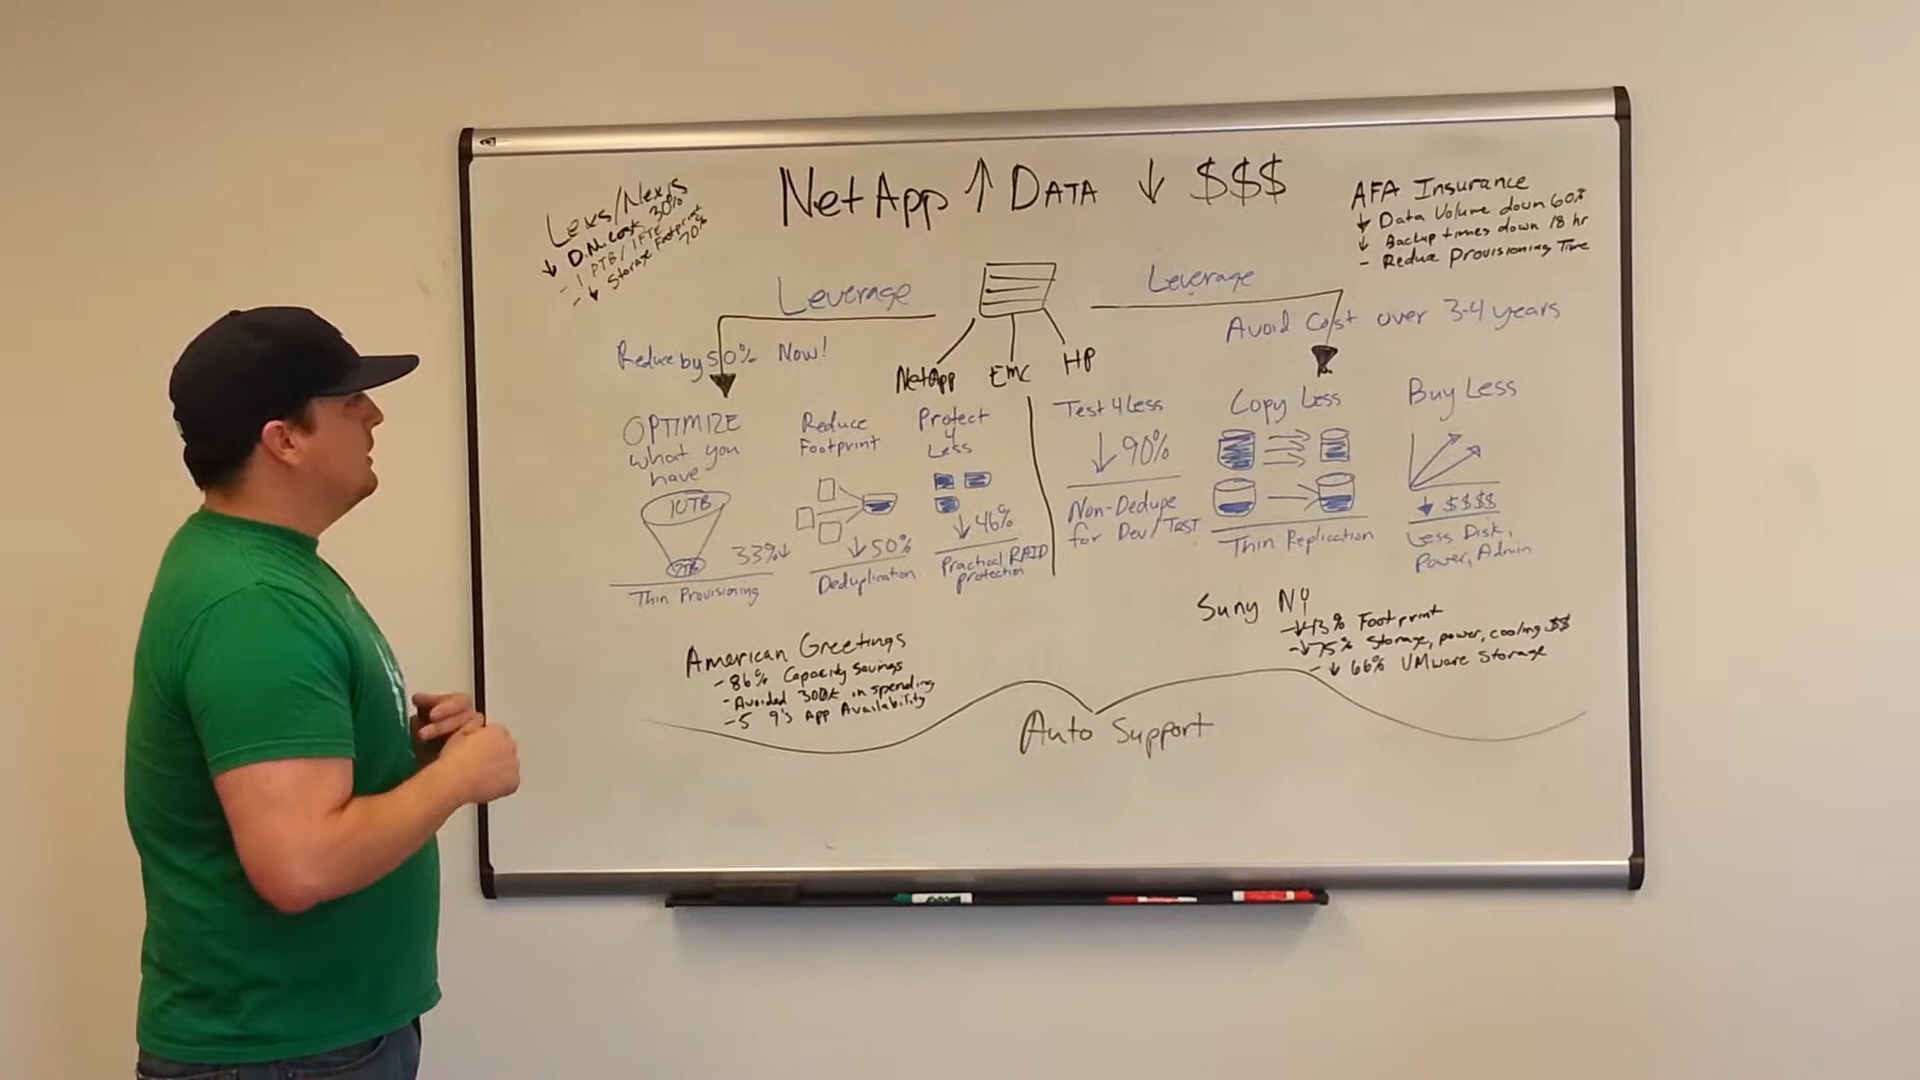 NetApp ↑ DATA ↓ $$$
Lexis/Nexis
↓ D.M. cost 30%
- 1 PTB/1 FTE
- ↓ Storage Footprint
70%
AFA Insurance
↓ Data Volume down 60%
↓ Backup times down 18 hr
- Reduce Provisioning Time
Leverage
Leverage
Reduce by 50% Now!
Avoid Cost over 3-4 years
NetApp EMC HP
OPTIMIZE
what you
have
10TB
33%↓
Thin Provisioning
Reduce
Footprint
↓50%
Deduplication
Protect
4
Less
↓46%
Practical RAID
protection
Test 4 Less
↓90%
Non-Dedupe
for Dev/Test
Copy Less
Thin Replication
Buy Less
↓ $$$$
Less Disk,
Power, Admin
American Greetings
- 86% Capacity Savings
- Avoided 300k in spending
- 5 9's App Availability
Suny NY
-↓43% Footprint
-↓75% Storage, power, cooling $$
- ↓ 66% VMware Storage
Auto Support